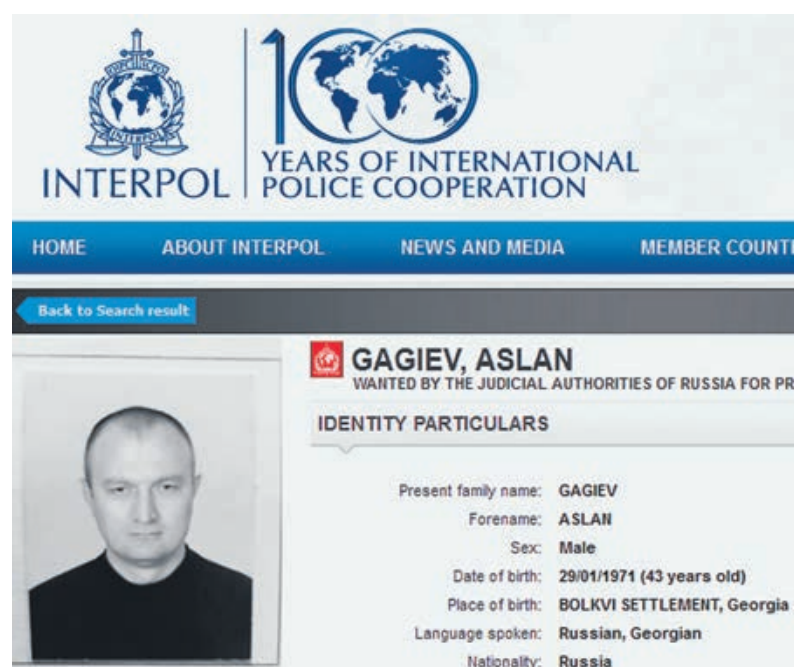 INTERPOL
100
YEARS OF INTERNATIONAL
POLICE COOPERATION
HOME ABOUT INTERPOL NEWS AND MEDIA MEMBER COUNTI
Back to Search result
GAGIEV, ASLAN
WANTED BY THE JUDICIAL AUTHORITIES OF RUSSIA FOR PR
IDENTITY PARTICULARS
Present family name: GAGIEV
Forename: ASLAN
Sex: Male
Date of birth: 29/01/1971 (43 years old)
Place of birth: BOLKVI SETTLEMENT, Georgia
Language spoken: Russian, Georgian
Nationality: Russia